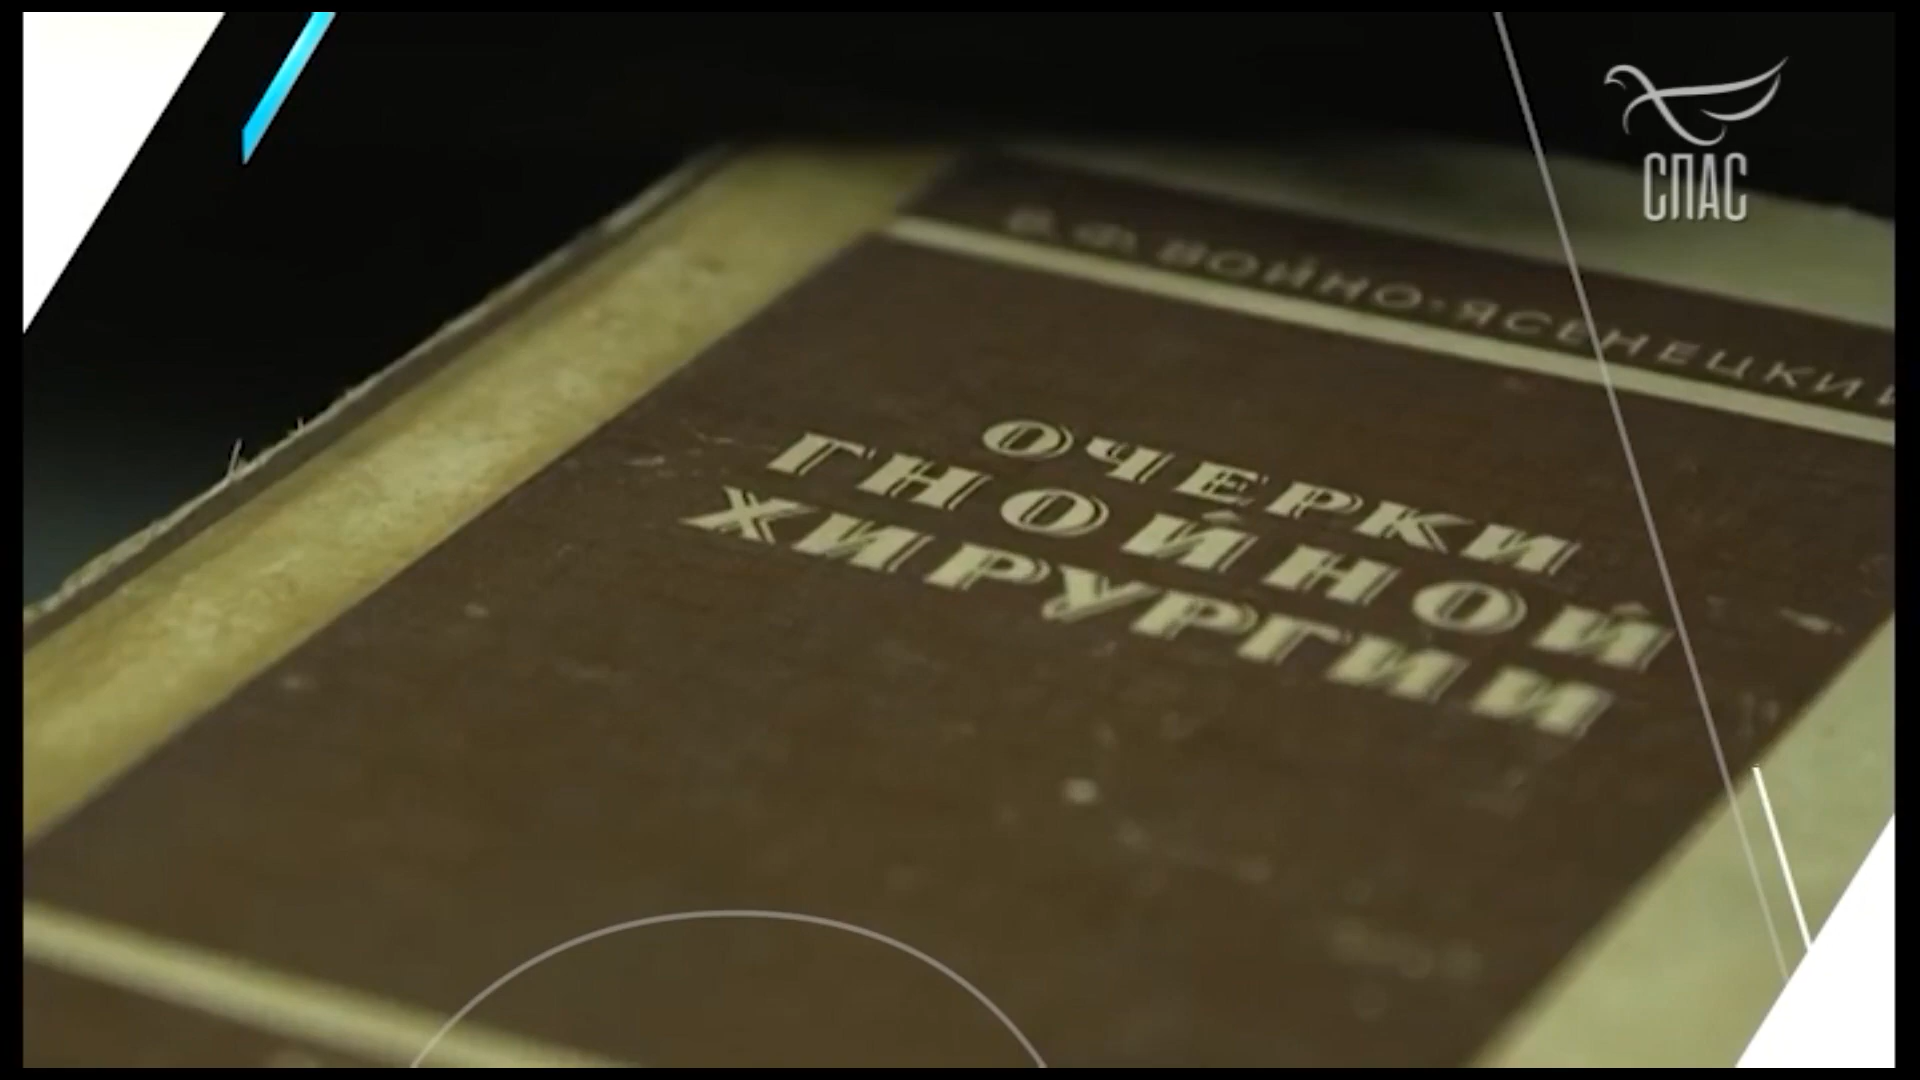 СПАС
В. Ф. ВОЙНО-ЯСЕНЕЦКИЙ
ОЧЕРКИ
ГНОЙНОЙ
ХИРУРГИИ